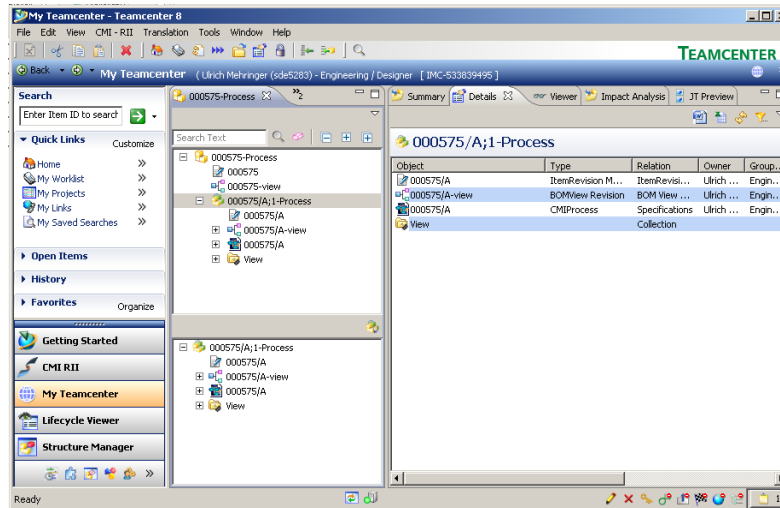 My Teamcenter - Teamcenter 8
File Edit View CMI - RII Translation Tools Window Help
TEAMCENTER
Back My Teamcenter ( Ulrich Mehringer (sde5283) - Engineering / Designer [ IMC-533839495 ]
Search
Enter Item ID to search
Quick Links Customize
Home »
My Worklist »
My Projects »
My Links »
My Saved Searches »
Open Items
History
Favorites Organize
Getting Started
CMI RII
My Teamcenter
Lifecycle Viewer
Structure Manager
»
000575-Process »2
Search Text
000575-Process
000575
000575-view
000575/A;1-Process
000575/A
000575/A-view
000575/A
View
000575/A;1-Process
000575/A
000575/A-view
000575/A
View
Summary Details Viewer Impact Analysis JT Preview
000575/A;1-Process
Object Type Relation Owner Group...
000575/A ItemRevision M... ItemRevisi... Ulrich ... Engin...
000575/A-view BOMView Revision BOM View ... Ulrich ... Engin...
000575/A CMIProcess Specifications Ulrich ... Engin...
View Collection
Ready
1